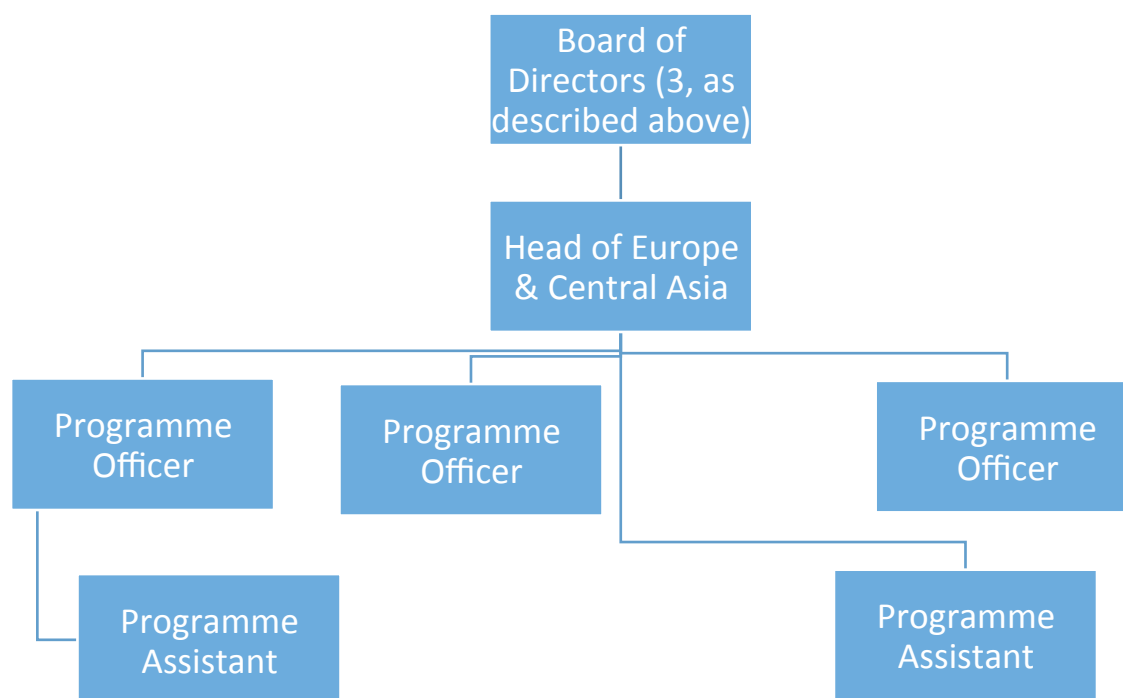 Board of
Directors (3, as
described above)
Head of Europe
& Central Asia
Programme
Officer
Programme
Officer
Programme
Officer
Programme
Assistant
Programme
Assistant